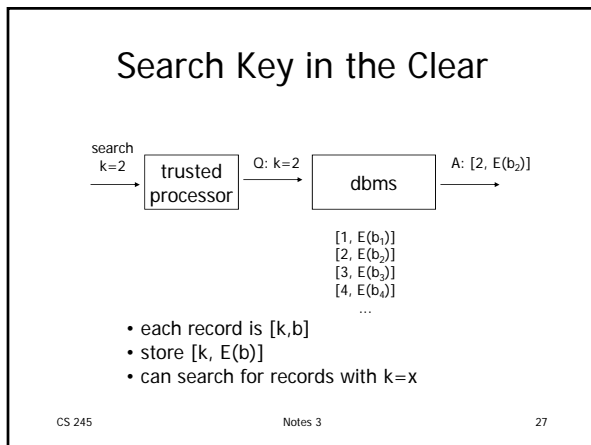 Search Key in the Clear
search
k=2
trusted
processor
Q: k=2
dbms
A: [2, E(b₂)]
[1, E(b₁)]
[2, E(b₂)]
[3, E(b₃)]
[4, E(b₄)]
...
• each record is [k,b]
• store [k, E(b)]
• can search for records with k=x
CS 245
Notes 3
27